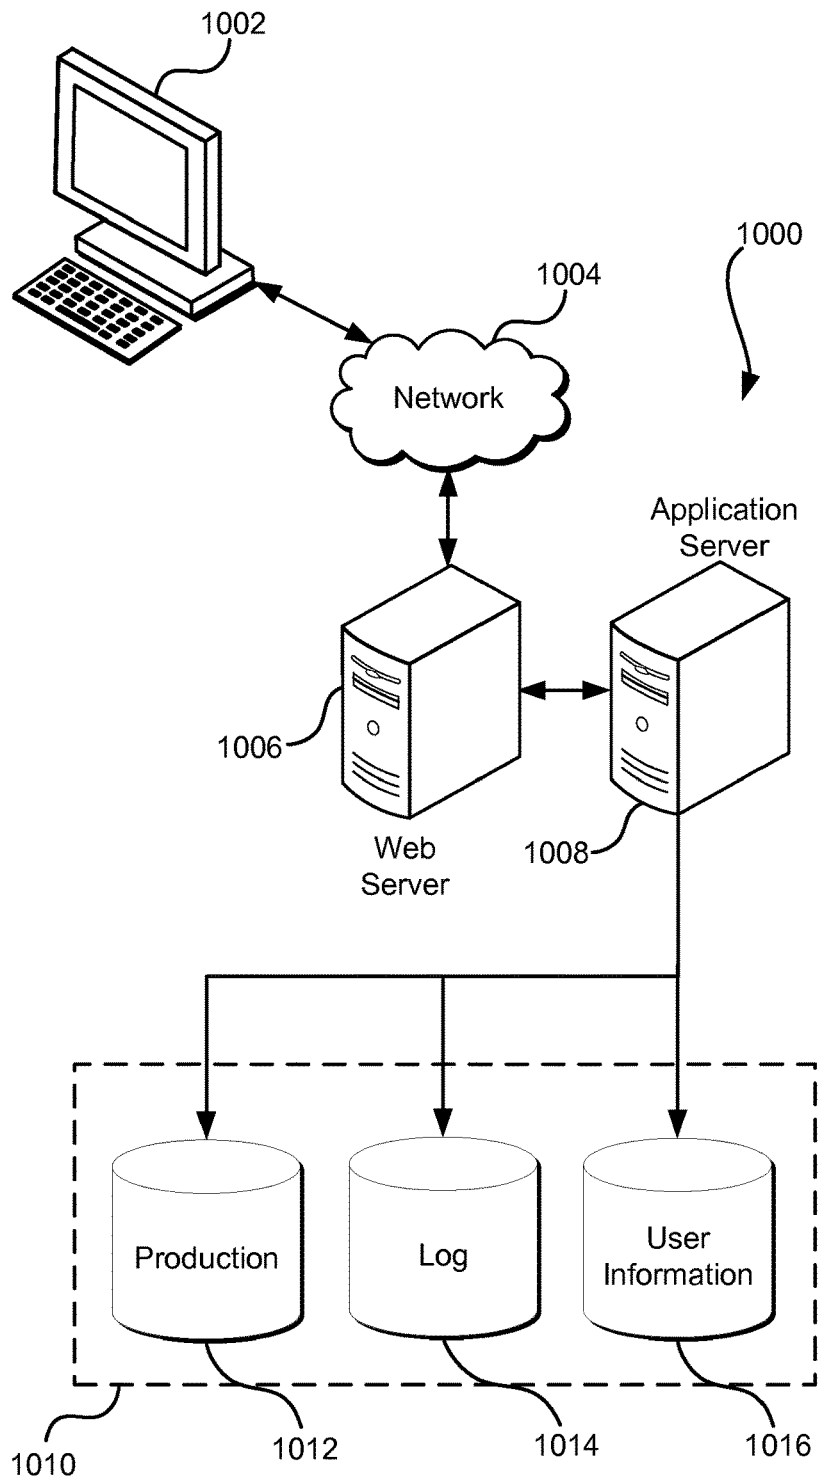 1002
1000
1004
Network
Application
Server
1006
1008
Web
Server
Production
Log
User
Information
1010
1012
1014
1016